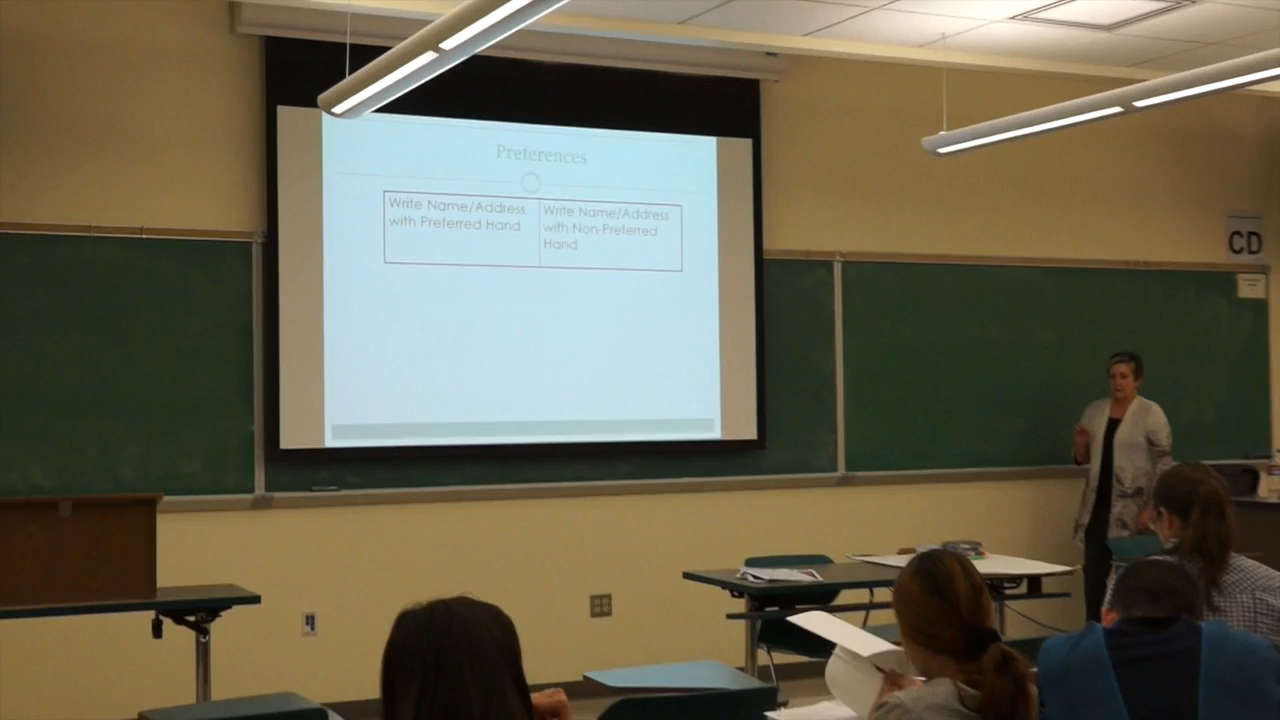 Preferences
Write Name/Address
with Preferred Hand
Write Name/Address
with Non-Preferred
Hand
CD